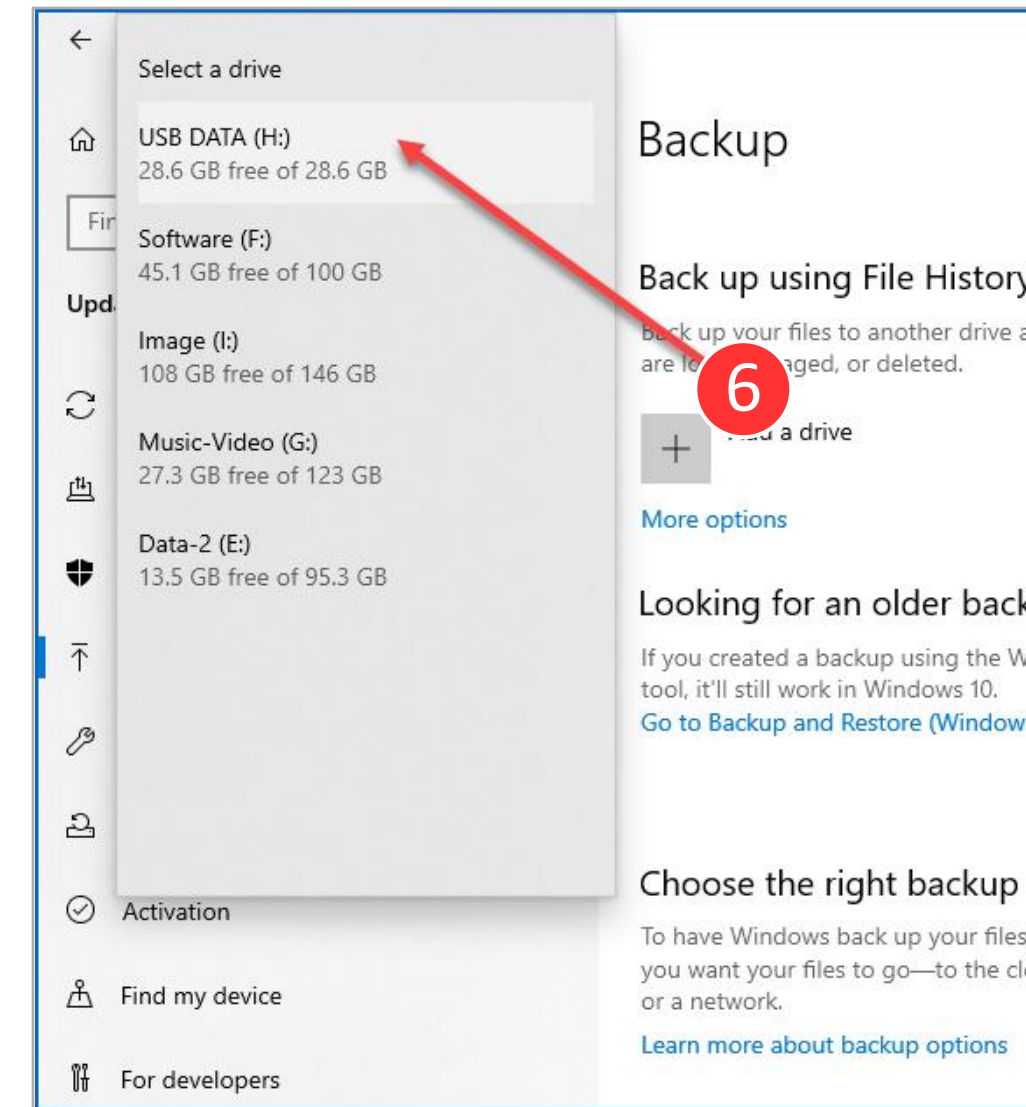 Select a drive
USB DATA (H:)
28.6 GB free of 28.6 GB
Software (F:)
45.1 GB free of 100 GB
Image (I:)
108 GB free of 146 GB
Music-Video (G:)
27.3 GB free of 123 GB
Data-2 (E:)
13.5 GB free of 95.3 GB
Activation
Find my device
For developers
Backup
Back up using File History
Back up your files to another drive
are or deleted.
6
a drive
More options
Looking for an older
If you created a backup using the
tool, it'll still work in Windows 10.
Go to Backup and Restore
Choose the right backup
To have Windows back up your files
you want your files to go—to the
or a network.
Learn more about backup options